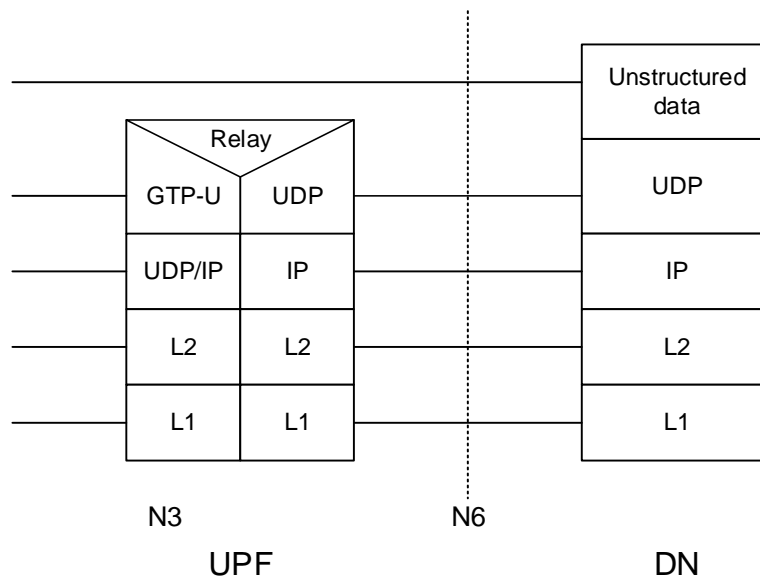 Unstructured
data
Relay
GTP-U UDP UDP
UDP/IP IP IP
L2 L2 L2
L1 L1 L1
N3 N6
UPF DN